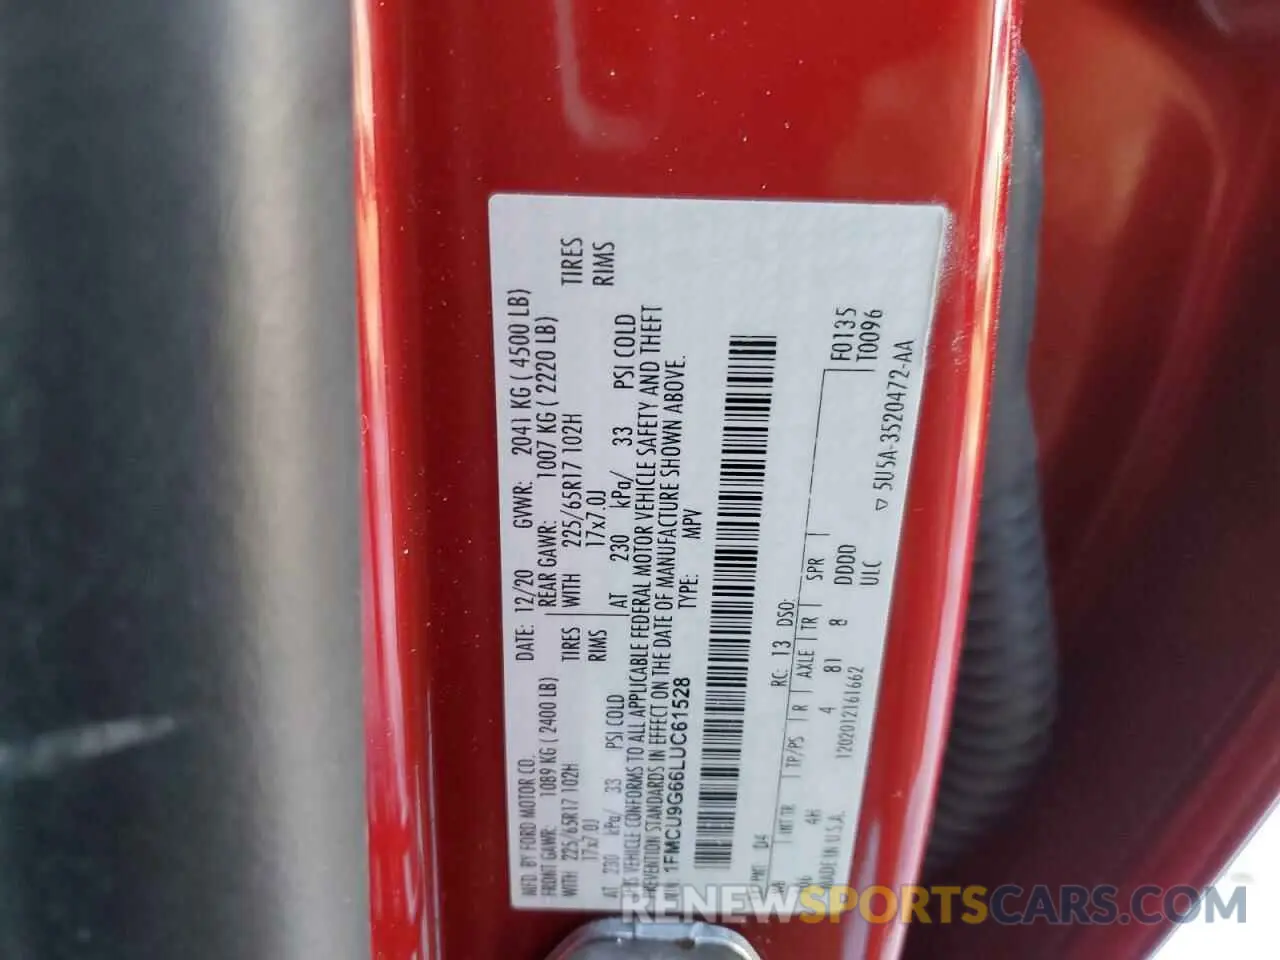 MFD. BY FORD MOTOR CO.
DATE: 12/20 GVWR: 2041 KG ( 4500 LB)
FRONT GAWR: 1089 KG ( 2400 LB) REAR GAWR: 1007 KG ( 2220 LB)
WITH 225/65R17 102H TIRES WITH 225/65R17 102H TIRES
17x7.0J RIMS 17x7.0J RIMS
AT 230 kPa/ 33 PSI COLD AT 230 kPa/ 33 PSI COLD
VEHICLE CONFORMS TO ALL APPLICABLE FEDERAL MOTOR VEHICLE SAFETY AND THEFT
PREVENTION STANDARDS IN EFFECT ON THE DATE OF MANUFACTURE SHOWN ABOVE.
1FMCU9G66LUC61528 TYPE: MPV
D4 RC: 13 DSO: F0135
INT TR TP/PS R AXLE TR SPR T0096
4H 4 81 8 DDDD
MADE IN U.S.A. 1202012161662 ULC
▽ 5U5A-3520472-AA
RENEWSPORTSCARS.COM